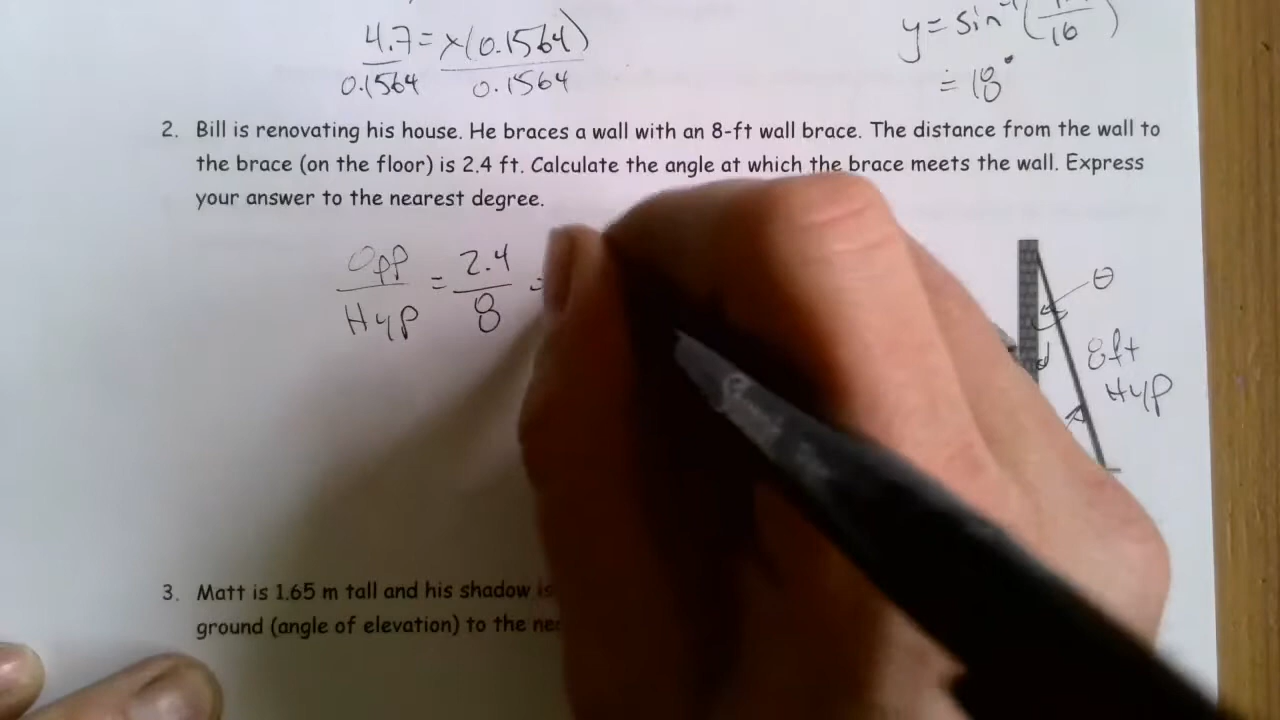 4.7 = x(0.1564)
0.1564 0.1564
y = sin⁻¹( /16)
≐ 18°
2. Bill is renovating his house. He braces a wall with an 8-ft wall brace. The distance from the wall to
the brace (on the floor) is 2.4 ft. Calculate the angle at which the brace meets the wall. Express
your answer to the nearest degree.
Opp = 2.4 =
Hyp 8
θ
8ft
Hyp
3. Matt is 1.65 m tall and his shadow is
ground (angle of elevation) to the